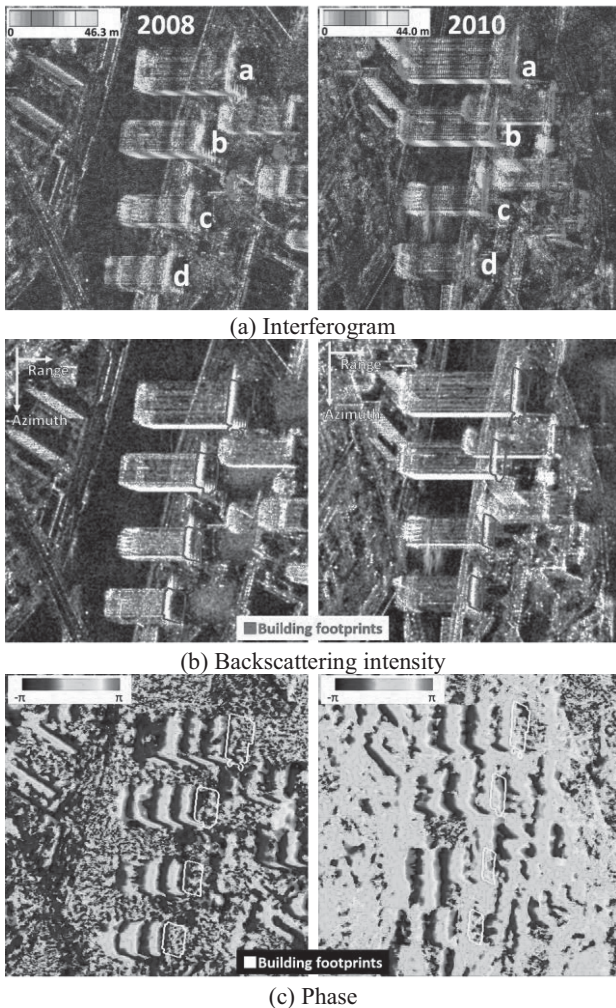 2008
2010
0
46.3 m
0
44.0 m
a
b
c
d
a
b
c
d
(a) Interferogram
Range
Azimuth
Range
Azimuth
Building footprints
(b) Backscattering intensity
-π
π
-π
π
Building footprints
(c) Phase